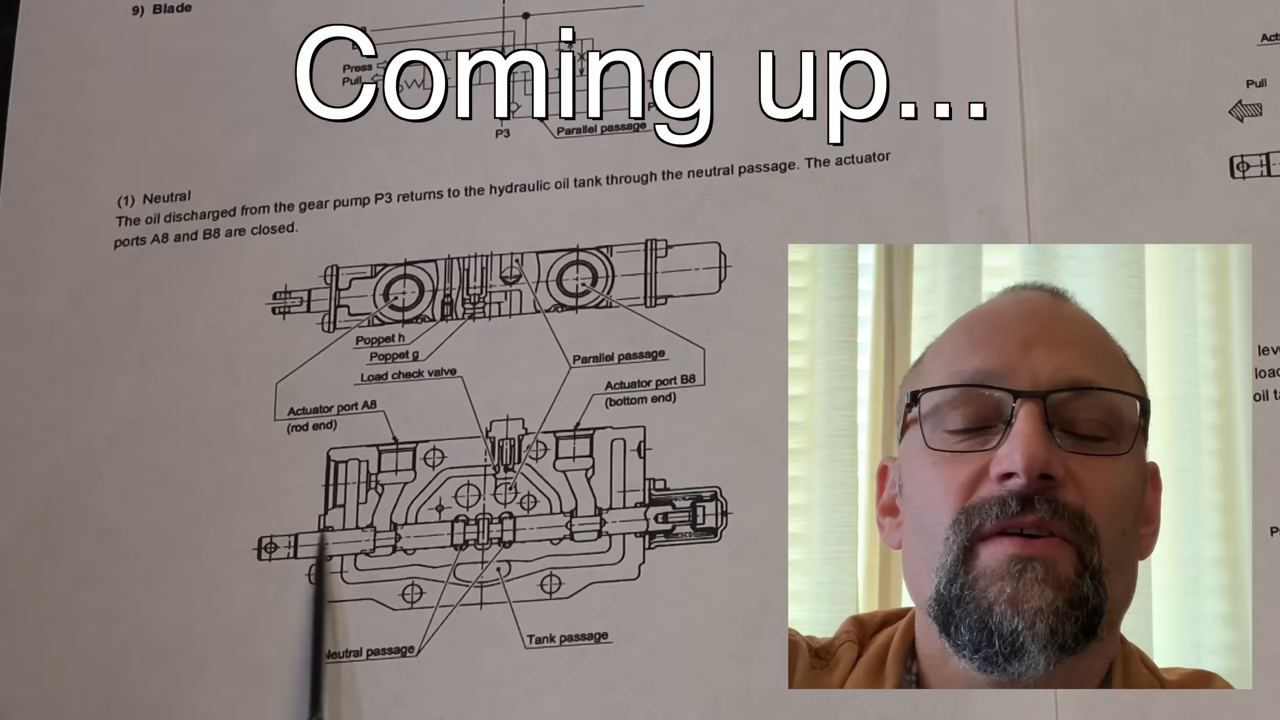 9) Blade
Coming up...
Press
Pull
P3
Parallel passage
Pull
(1) Neutral
The oil discharged from the gear pump P3 returns to the hydraulic oil tank through the neutral passage. The actuator
ports A8 and B8 are closed.
Poppet h
Poppet g
Load check valve
Parallel passage
Actuator port B8
(bottom end)
Actuator port A8
(rod end)
Neutral passage
Tank passage